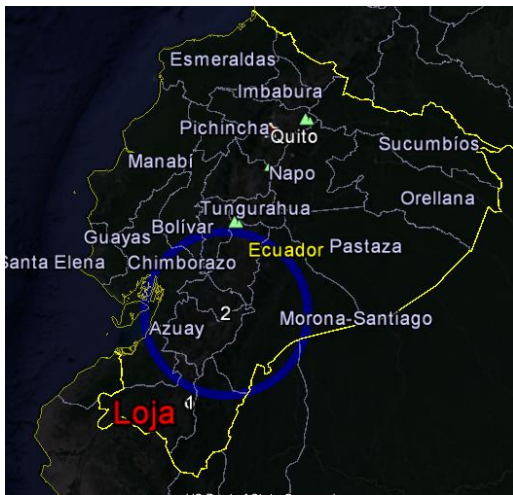 Esmeraldas
Imbabura
Pichincha
Quito
Sucumbíos
Manabí
Napo
Orellana
Tungurahua
Bolívar
Guayas
Ecuador
Pastaza
Santa Elena
Chimborazo
2
Morona-Santiago
Azuay
1
Loja